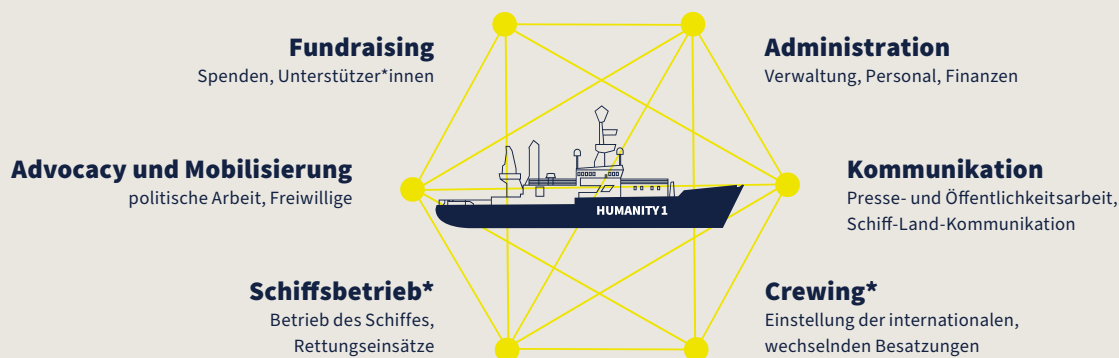 Fundraising
Spenden, Unterstützer*innen
Administration
Verwaltung, Personal, Finanzen
Advocacy und Mobilisierung
politische Arbeit, Freiwillige
HUMANITY 1
Kommunikation
Presse- und Öffentlichkeitsarbeit,
Schiff-Land-Kommunikation
Schiffsbetrieb*
Betrieb des Schiffes,
Rettungseinsätze
Crewing*
Einstellung der internationalen,
wechselnden Besatzungen